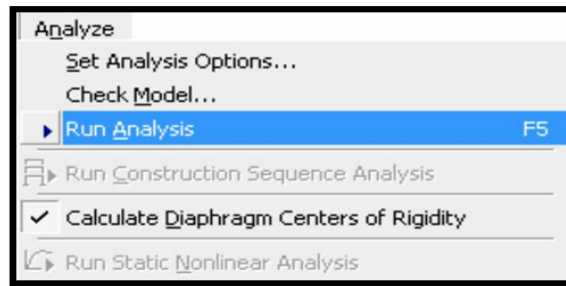 Analyze
Set Analysis Options...
Check Model...
Run Analysis F5
Run Construction Sequence Analysis
Calculate Diaphragm Centers of Rigidity
Run Static Nonlinear Analysis